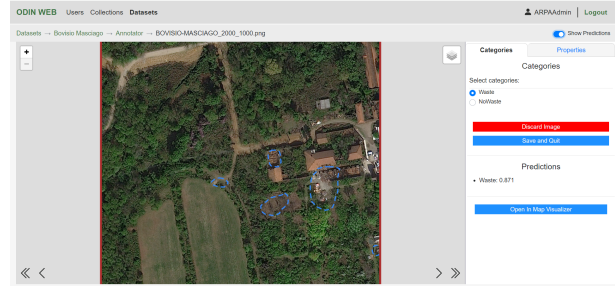 ODIN WEB Users Collections Datasets ARPAAdmin | Logout
Datasets → Bovisio Masciago → Annotator → BOVISIO-MASCIAGO_2000_1000.png Show Predictions
Categories Properties
Categories
Select categories:
Waste
NoWaste
Discard Image
Save and Quit
Predictions
• Waste: 0.871
Open In Map Visualizer